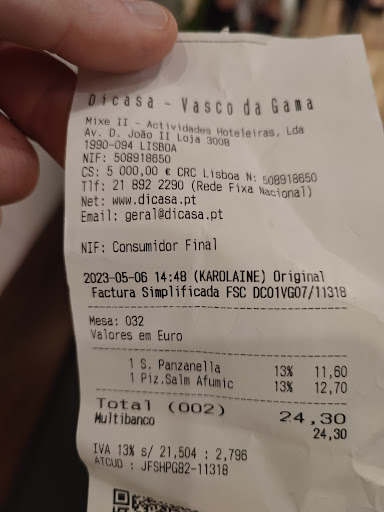 Dicasa - Vasco da Gama
Mixe II - Actividades Hoteleiras, Lda
Av. D. João II Loja 3009
1990-094 LISBOA
NIF: 508918650
CS: 5 000,00 € CRC Lisboa N: 508918650
Tlf: 21 892 2290 (Rede Fixa Nacional)
Net: www.dicasa.pt
Email: geral@dicasa.pt
NIF: Consumidor Final
2023-05-06 14:48 (KAROLAINE) Original
Factura Simplificada FSC DC01VG07/11318
Mesa: 032
Valores em Euro
1 S. Panzanella 13% 11,60
1 Piz.Salm Afumic 13% 12,70
Total (002) 24,30
Multibanco 24,30
IVA 13% s/ 21,504 : 2,796
ATCUD : JFSHPG82-11318